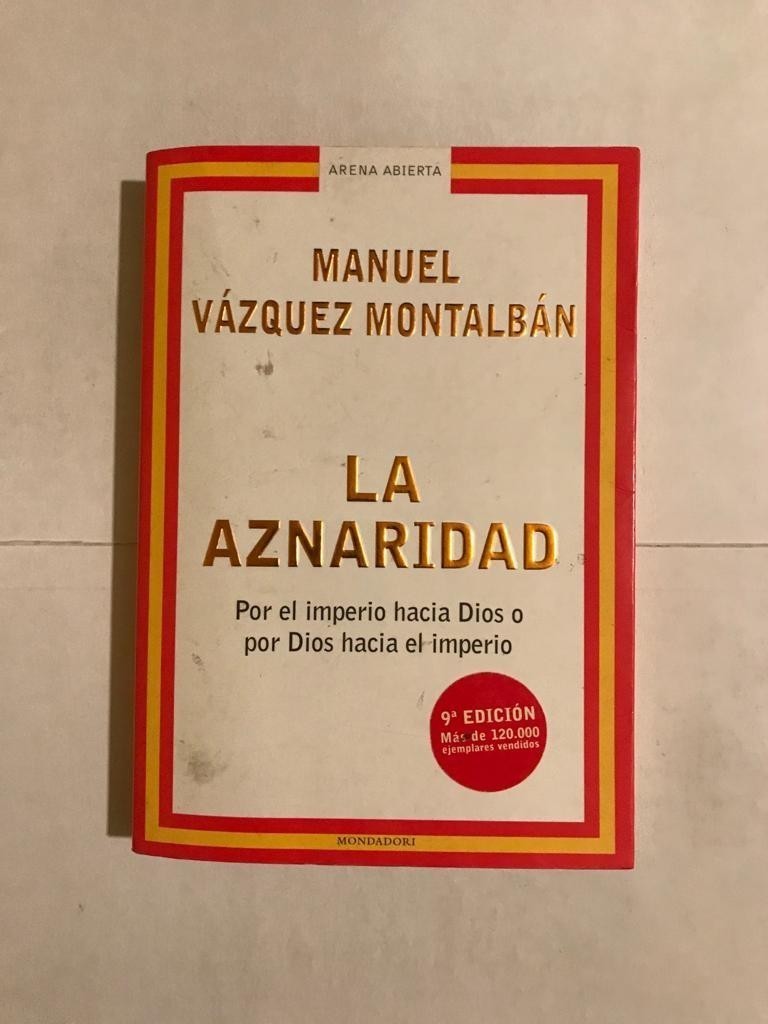 ARENA ABIERTA
MANUEL
VÁZQUEZ MONTALBÁN
LA
AZNARIDAD
Por el imperio hacia Dios o
por Dios hacia el imperio
9ª EDICIÓN
Más de 120.000
ejemplares vendidos
MONDADORI